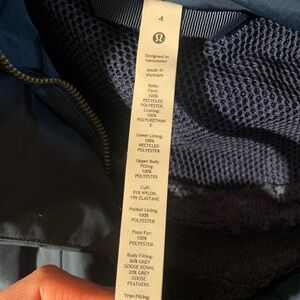 4
Designed in
Vancouver
Made in
Vietnam
Body:
Face:
100%
RECYCLED
POLYESTER,
Coating:
100%
POLYURETHAN
E
Lower Lining:
100%
RECYCLED
POLYESTER
Upper Body
Filling:
100%
POLYESTER
Cuff:
81% NYLON,
19% ELASTANE
Pocket Lining:
100%
POLYESTER
Faux Fur:
100%
POLYESTER
Body Filling:
80% GREY
GOOSE DOWN,
20% GREY
GOOSE
FEATHERS
Trim Filling: